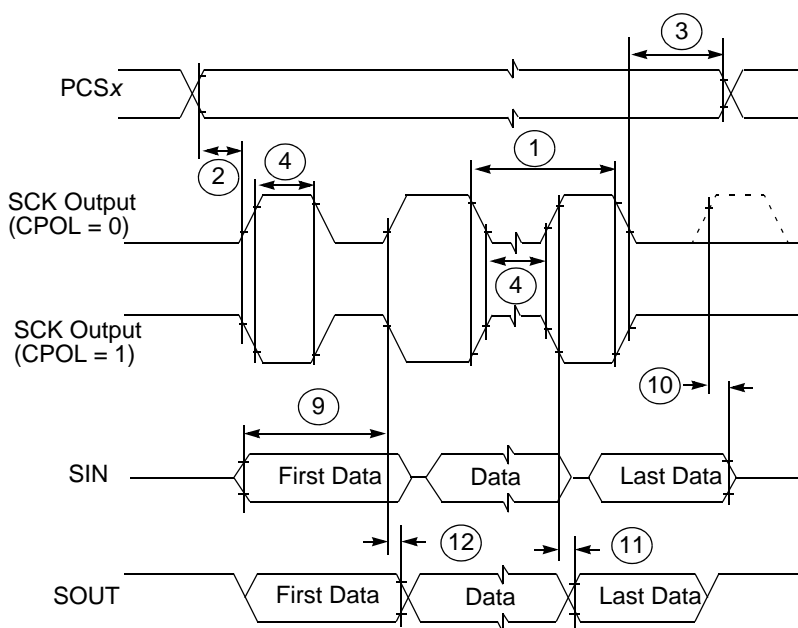 3
PCSx
1
2
4
SCK Output
(CPOL = 0)
4
SCK Output
(CPOL = 1)
10
9
SIN
First Data
Data
Last Data
12
11
SOUT
First Data
Data
Last Data